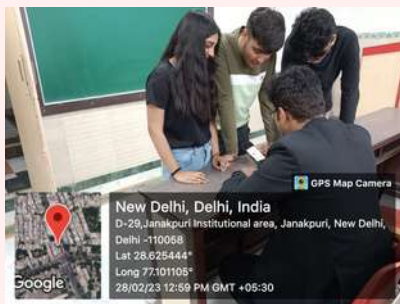 GPS Map Camera
New Delhi, Delhi, India
D-29,Janakpuri Institutional area, Janakpuri, New Delhi,
Delhi -110058
Lat 28.625444°
Long 77.101105°
28/02/23 12:59 PM GMT +05:30
Google